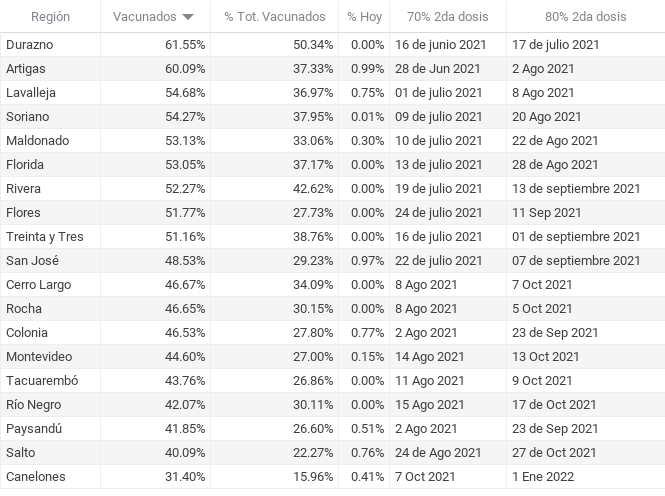 Región Vacunados % Tot. Vacunados % Hoy 70% 2da dosis 80% 2da dosis
Durazno 61.55% 50.34% 0.00% 16 de junio 2021 17 de julio 2021
Artigas 60.09% 37.33% 0.99% 28 de Jun 2021 2 Ago 2021
Lavalleja 54.68% 36.97% 0.75% 01 de julio 2021 8 Ago 2021
Soriano 54.27% 37.95% 0.01% 09 de julio 2021 20 Ago 2021
Maldonado 53.13% 33.06% 0.30% 10 de julio 2021 22 de Ago 2021
Florida 53.05% 37.17% 0.00% 13 de julio 2021 28 de Ago 2021
Rivera 52.27% 42.62% 0.00% 19 de julio 2021 13 de septiembre 2021
Flores 51.77% 27.73% 0.00% 24 de julio 2021 11 Sep 2021
Treinta y Tres 51.16% 38.76% 0.00% 16 de julio 2021 01 de septiembre 2021
San José 48.53% 29.23% 0.97% 22 de julio 2021 07 de septiembre 2021
Cerro Largo 46.67% 34.09% 0.00% 8 Ago 2021 7 Oct 2021
Rocha 46.65% 30.15% 0.00% 8 Ago 2021 5 Oct 2021
Colonia 46.53% 27.80% 0.77% 2 Ago 2021 23 de Sep 2021
Montevideo 44.60% 27.00% 0.15% 14 Ago 2021 13 Oct 2021
Tacuarembó 43.76% 26.86% 0.00% 11 Ago 2021 9 Oct 2021
Río Negro 42.07% 30.11% 0.00% 15 Ago 2021 17 de Oct 2021
Paysandú 41.85% 26.60% 0.51% 2 Ago 2021 23 de Sep 2021
Salto 40.09% 22.27% 0.76% 24 de Ago 2021 27 de Oct 2021
Canelones 31.40% 15.96% 0.41% 7 Oct 2021 1 Ene 2022